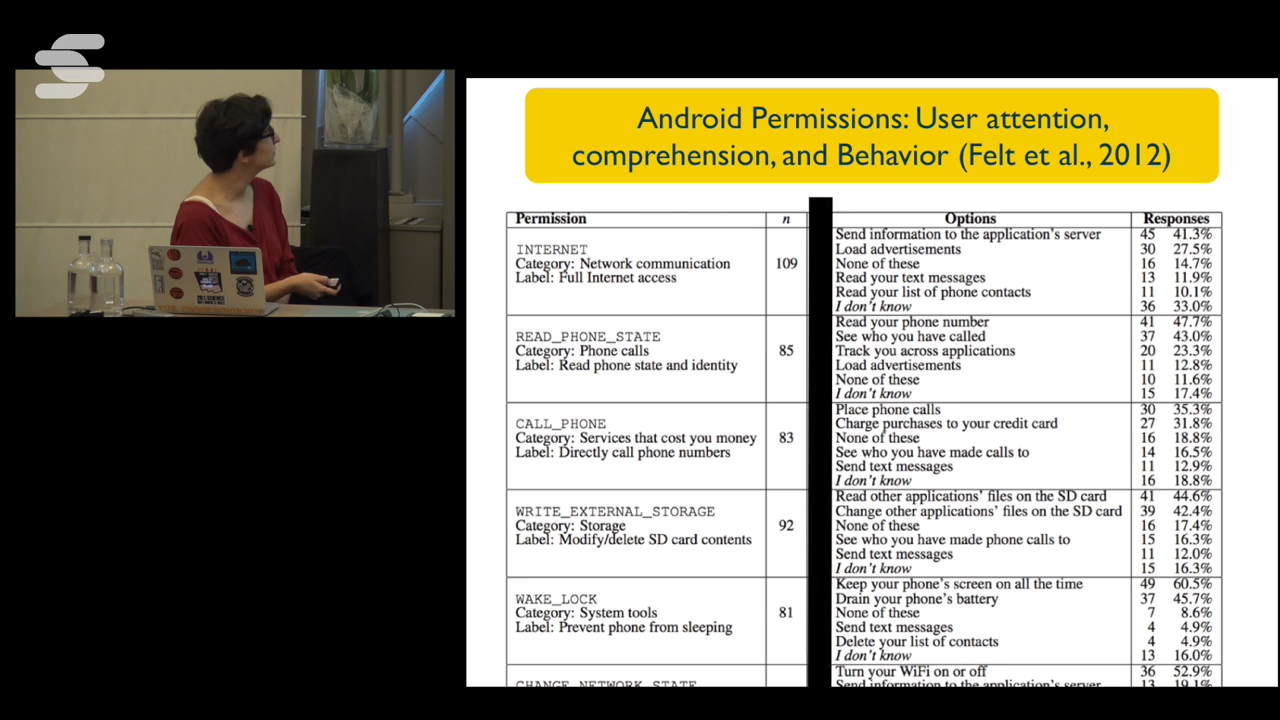 Android Permissions: User attention,
comprehension, and Behavior (Felt et al., 2012)
Permission n Options Responses
INTERNET
Category: Network communication
Label: Full Internet access
109
Send information to the application's server 45 41.3%
Load advertisements 30 27.5%
None of these 16 14.7%
Read your text messages 13 11.9%
Read your list of phone contacts 11 10.1%
I don't know 36 33.0%
READ_PHONE_STATE
Category: Phone calls
Label: Read phone state and identity
85
Read your phone number 41 47.7%
See who you have called 37 43.0%
Track you across applications 20 23.3%
Load advertisements 11 12.8%
None of these 10 11.6%
I don't know 15 17.4%
CALL_PHONE
Category: Services that cost you money
Label: Directly call phone numbers
83
Place phone calls 30 35.3%
Charge purchases to your credit card 27 31.8%
None of these 16 18.8%
See who you have made calls to 14 16.5%
Send text messages 11 12.9%
I don't know 16 18.8%
WRITE_EXTERNAL_STORAGE
Category: Storage
Label: Modify/delete SD card contents
92
Read other applications' files on the SD card 41 44.6%
Change other applications' files on the SD card 39 42.4%
None of these 16 17.4%
See who you have made phone calls to 15 16.3%
Send text messages 11 12.0%
I don't know 15 16.3%
WAKE_LOCK
Category: System tools
Label: Prevent phone from sleeping
81
Keep your phone's screen on all the time 49 60.5%
Drain your phone's battery 37 45.7%
None of these 7 8.6%
Send text messages 4 4.9%
Delete your list of contacts 4 4.9%
I don't know 13 16.0%
CHANGE_NETWORK_STATE
Turn your WiFi on or off 36 52.9%
Send information to the application's server 13 19.1%